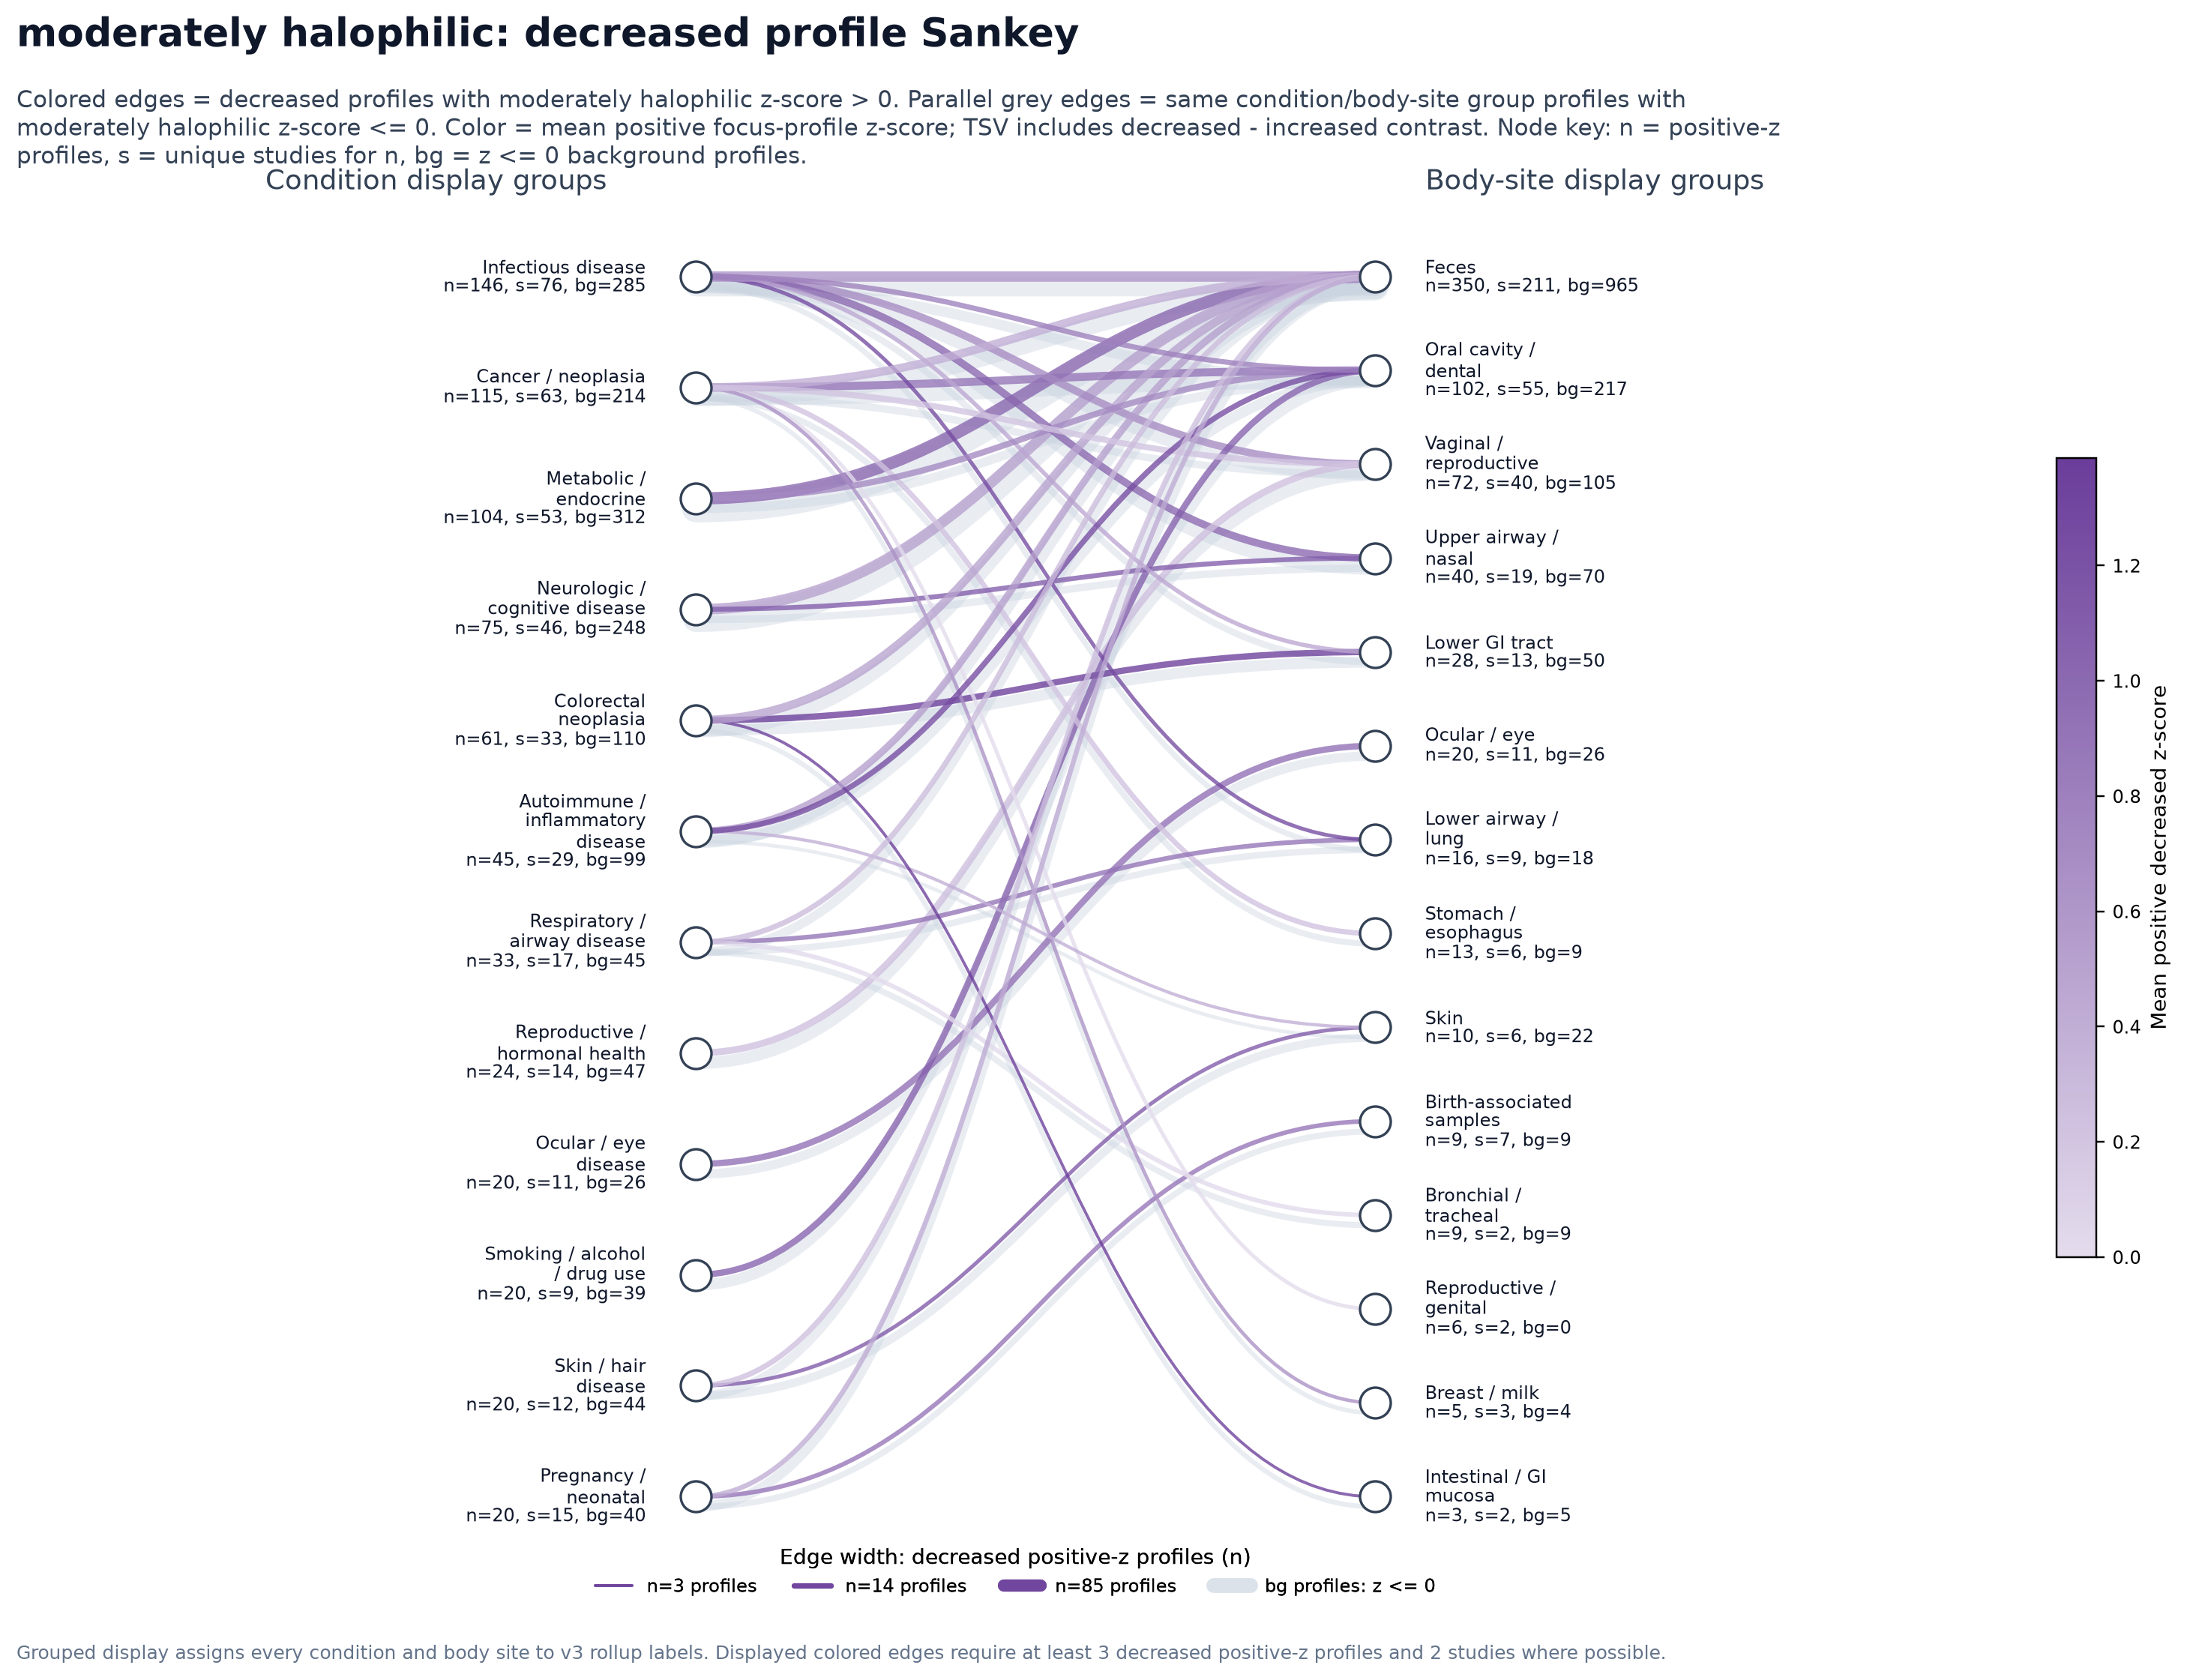 moderately halophilic: decreased profile Sankey
Colored edges = decreased profiles with moderately halophilic z-score > 0. Parallel grey edges = same condition/body-site group profiles with
moderately halophilic z-score <= 0. Color = mean positive focus-profile z-score; TSV includes decreased - increased contrast. Node key: n = positive-z
profiles, s = unique studies for n, bg = z <= 0 background profiles.
Condition display groups
Infectious disease
n=146, s=76, bg=285
Cancer / neoplasia
n=115, s=63, bg=214
Metabolic /
endocrine
n=104, s=53, bg=312
Neurologic /
cognitive disease
n=75, s=46, bg=248
Colorectal
neoplasia
n=61, s=33, bg=110
Autoimmune /
inflammatory
disease
n=45, s=29, bg=99
Respiratory /
airway disease
n=33, s=17, bg=45
Reproductive /
hormonal health
n=24, s=14, bg=47
Ocular / eye
disease
n=20, s=11, bg=26
Smoking / alcohol
/ drug use
n=20, s=9, bg=39
Skin / hair
disease
n=20, s=12, bg=44
Pregnancy /
neonatal
n=20, s=15, bg=40
Body-site display groups
Feces
n=350, s=211, bg=965
Oral cavity /
dental
n=102, s=55, bg=217
Vaginal /
reproductive
n=72, s=40, bg=105
Upper airway /
nasal
n=40, s=19, bg=70
Lower GI tract
n=28, s=13, bg=50
Ocular / eye
n=20, s=11, bg=26
Lower airway /
lung
n=16, s=9, bg=18
Stomach /
esophagus
n=13, s=6, bg=9
Skin
n=10, s=6, bg=22
Birth-associated
samples
n=9, s=7, bg=9
Bronchial /
tracheal
n=9, s=2, bg=9
Reproductive /
genital
n=6, s=2, bg=0
Breast / milk
n=5, s=3, bg=4
Intestinal / GI
mucosa
n=3, s=2, bg=5
1.2
1.0
0.8
0.6
0.4
0.2
0.0
Mean positive decreased z-score
Edge width: decreased positive-z profiles (n)
n=3 profiles
n=14 profiles
n=85 profiles
bg profiles: z <= 0
Grouped display assigns every condition and body site to v3 rollup labels. Displayed colored edges require at least 3 decreased positive-z profiles and 2 studies where possible.